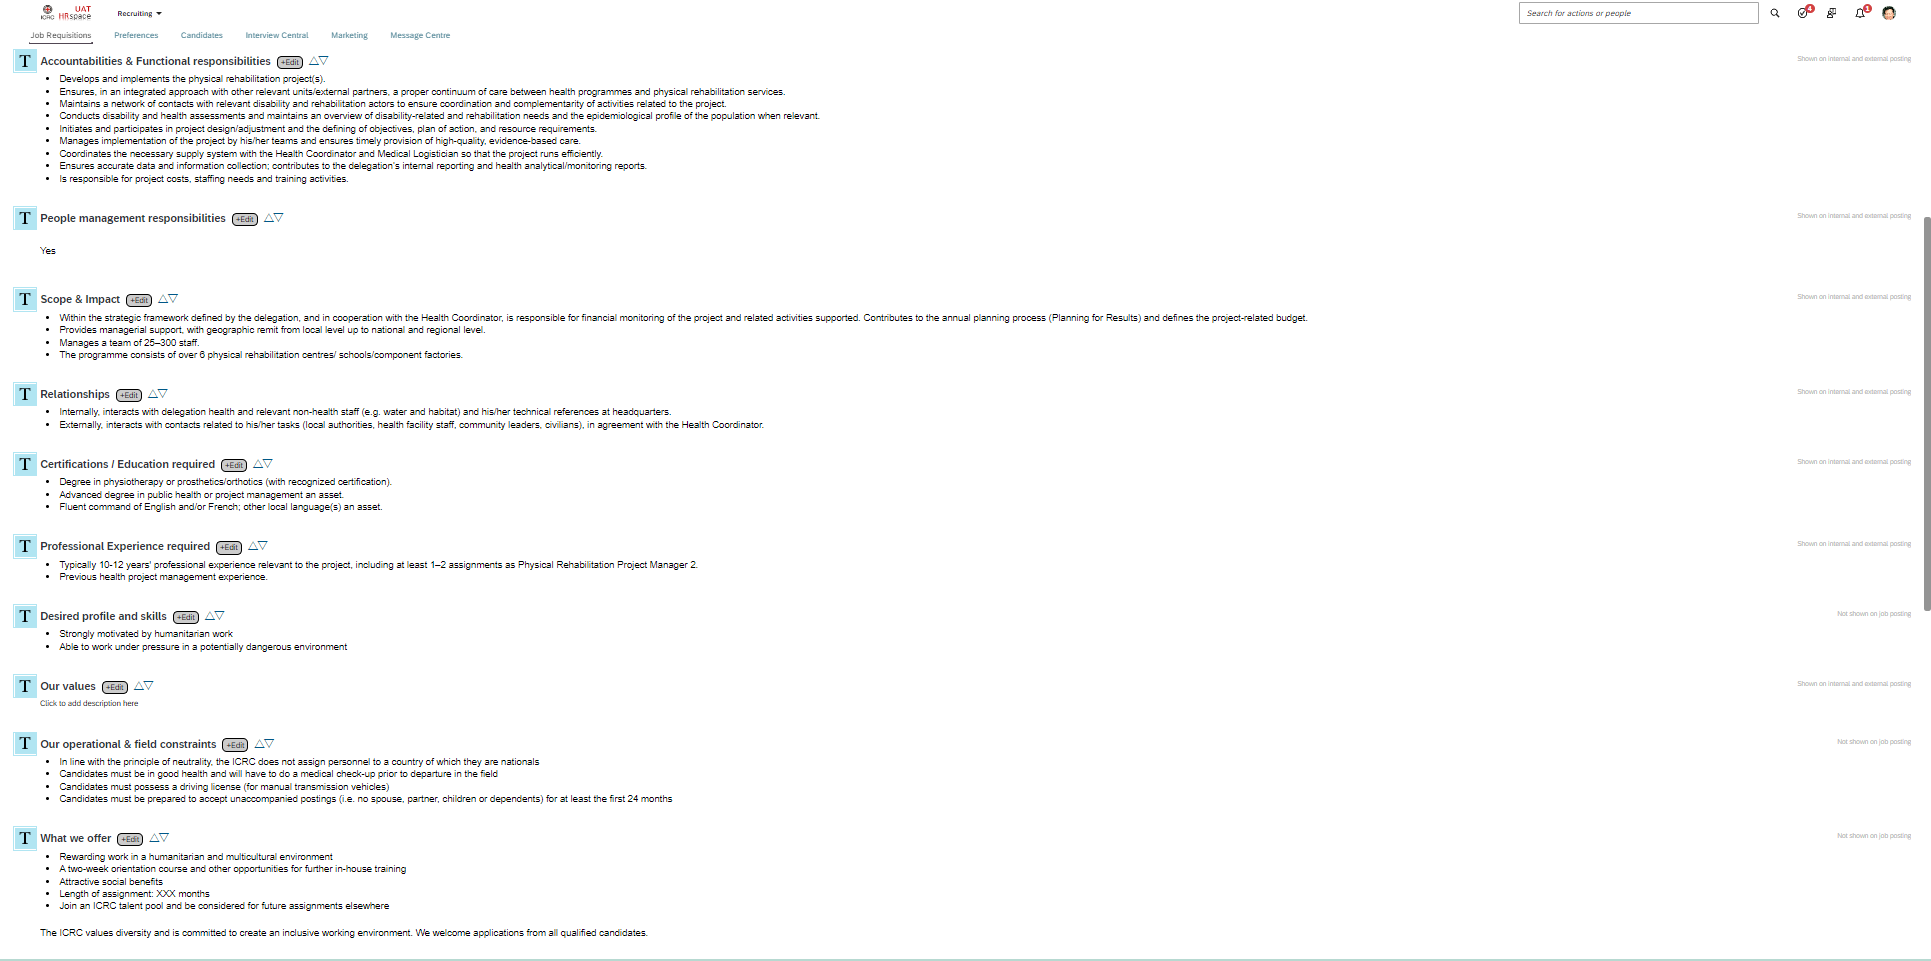 ICRC UAT HRspace Recruiting Search for actions or people 4 1
Job Requisitions Preferences Candidates Interview Central Marketing Message Centre
T Accountabilities & Functional responsibilities +Edit Shown on internal and external posting
• Develops and implements the physical rehabilitation project(s).
• Ensures, in an integrated approach with other relevant units/external partners, a proper continuum of care between health programmes and physical rehabilitation services.
• Maintains a network of contacts with relevant disability and rehabilitation actors to ensure coordination and complementarity of activities related to the project.
• Conducts disability and health assessments and maintains an overview of disability-related and rehabilitation needs and the epidemiological profile of the population when relevant.
• Initiates and participates in project design/adjustment and the defining of objectives, plan of action, and resource requirements.
• Manages implementation of the project by his/her teams and ensures timely provision of high-quality, evidence-based care.
• Coordinates the necessary supply system with the Health Coordinator and Medical Logistician so that the project runs efficiently.
• Ensures accurate data and information collection; contributes to the delegation's internal reporting and health analytical/monitoring reports.
• Is responsible for project costs, staffing needs and training activities.
T People management responsibilities +Edit Shown on internal and external posting
Yes
T Scope & Impact +Edit Shown on internal and external posting
• Within the strategic framework defined by the delegation, and in cooperation with the Health Coordinator, is responsible for financial monitoring of the project and related activities supported. Contributes to the annual planning process (Planning for Results) and defines the project-related budget.
• Provides managerial support, with geographic remit from local level up to national and regional level.
• Manages a team of 25–300 staff.
• The programme consists of over 6 physical rehabilitation centres/ schools/component factories.
T Relationships +Edit Shown on internal and external posting
• Internally, interacts with delegation health and relevant non-health staff (e.g. water and habitat) and his/her technical references at headquarters.
• Externally, interacts with contacts related to his/her tasks (local authorities, health facility staff, community leaders, civilians), in agreement with the Health Coordinator.
T Certifications / Education required +Edit Shown on internal and external posting
• Degree in physiotherapy or prosthetics/orthotics (with recognized certification).
• Advanced degree in public health or project management an asset.
• Fluent command of English and/or French; other local language(s) an asset.
T Professional Experience required +Edit Shown on internal and external posting
• Typically 10-12 years' professional experience relevant to the project, including at least 1–2 assignments as Physical Rehabilitation Project Manager 2.
• Previous health project management experience.
T Desired profile and skills +Edit Not shown on job posting
• Strongly motivated by humanitarian work
• Able to work under pressure in a potentially dangerous environment
T Our values +Edit Shown on internal and external posting
Click to add description here
T Our operational & field constraints +Edit Not shown on job posting
• In line with the principle of neutrality, the ICRC does not assign personnel to a country of which they are nationals
• Candidates must be in good health and will have to do a medical check-up prior to departure in the field
• Candidates must possess a driving license (for manual transmission vehicles)
• Candidates must be prepared to accept unaccompanied postings (i.e. no spouse, partner, children or dependents) for at least the first 24 months
T What we offer +Edit Not shown on job posting
• Rewarding work in a humanitarian and multicultural environment
• A two-week orientation course and other opportunities for further in-house training
• Attractive social benefits
• Length of assignment: XXX months
• Join an ICRC talent pool and be considered for future assignments elsewhere
The ICRC values diversity and is committed to create an inclusive working environment. We welcome applications from all qualified candidates.